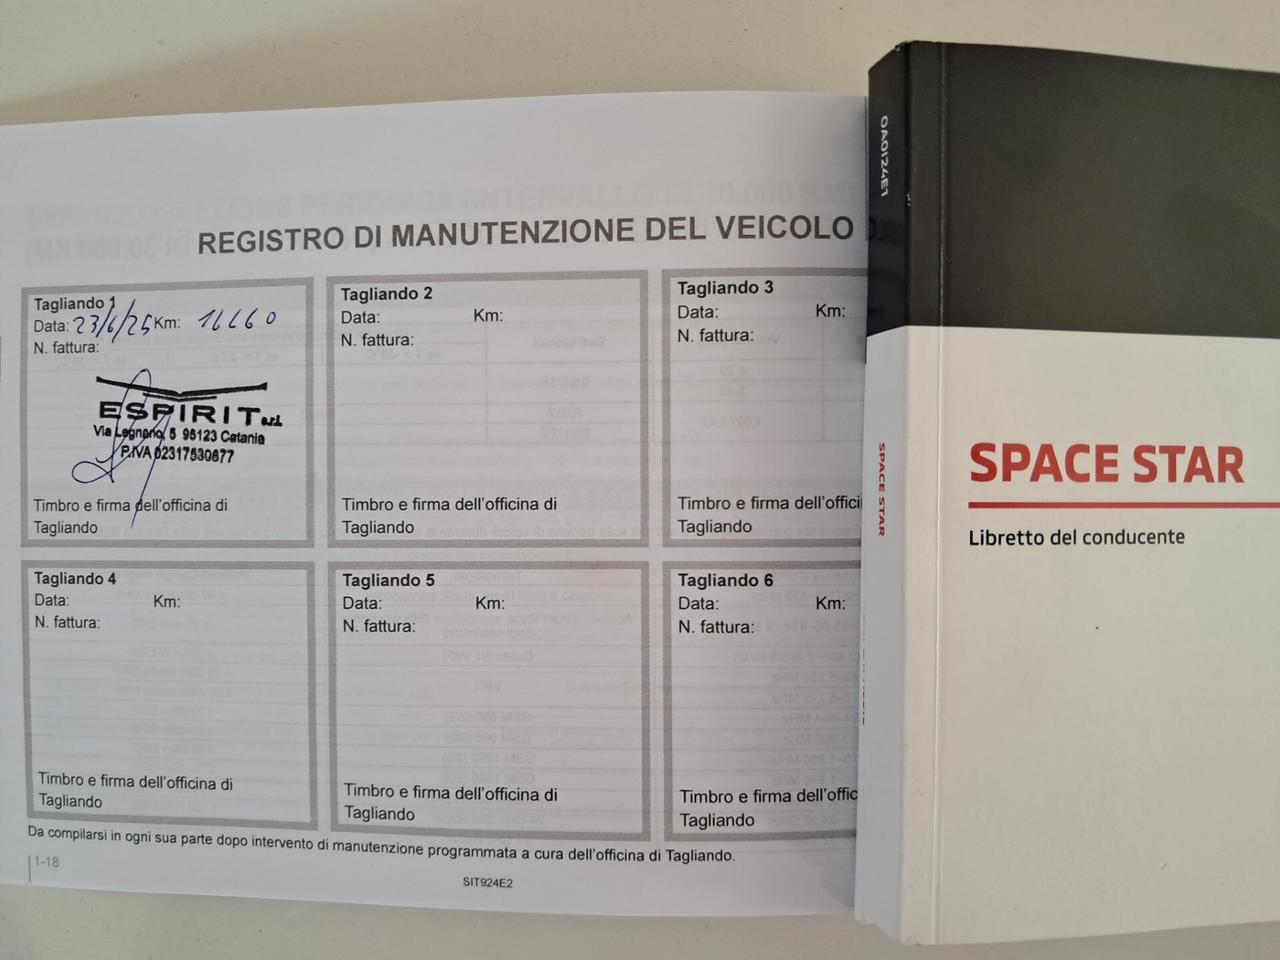 REGISTRO DI MANUTENZIONE DEL VEICOLO
Tagliando 1
Data: 23/6/25 Km: 16660
N. fattura:
ESPIRIT s.r.l.
Via Legnano, 5 95123 Catania
P.IVA 02317530877
Timbro e firma dell'officina di
Tagliando
Tagliando 2
Data: Km:
N. fattura:
Timbro e firma dell'officina di
Tagliando
Tagliando 3
Data: Km:
N. fattura:
Timbro e firma dell'offici
Tagliando
Tagliando 4
Data: Km:
N. fattura:
Timbro e firma dell'officina di
Tagliando
Tagliando 5
Data: Km:
N. fattura:
Timbro e firma dell'officina di
Tagliando
Tagliando 6
Data: Km:
N. fattura:
Timbro e firma dell'offic
Tagliando
Da compilarsi in ogni sua parte dopo intervento di manutenzione programmata a cura dell'officina di Tagliando.
1-18
SIT924E2
OAOI24E1
SPACE STAR
SPACE STAR
Libretto del conducente